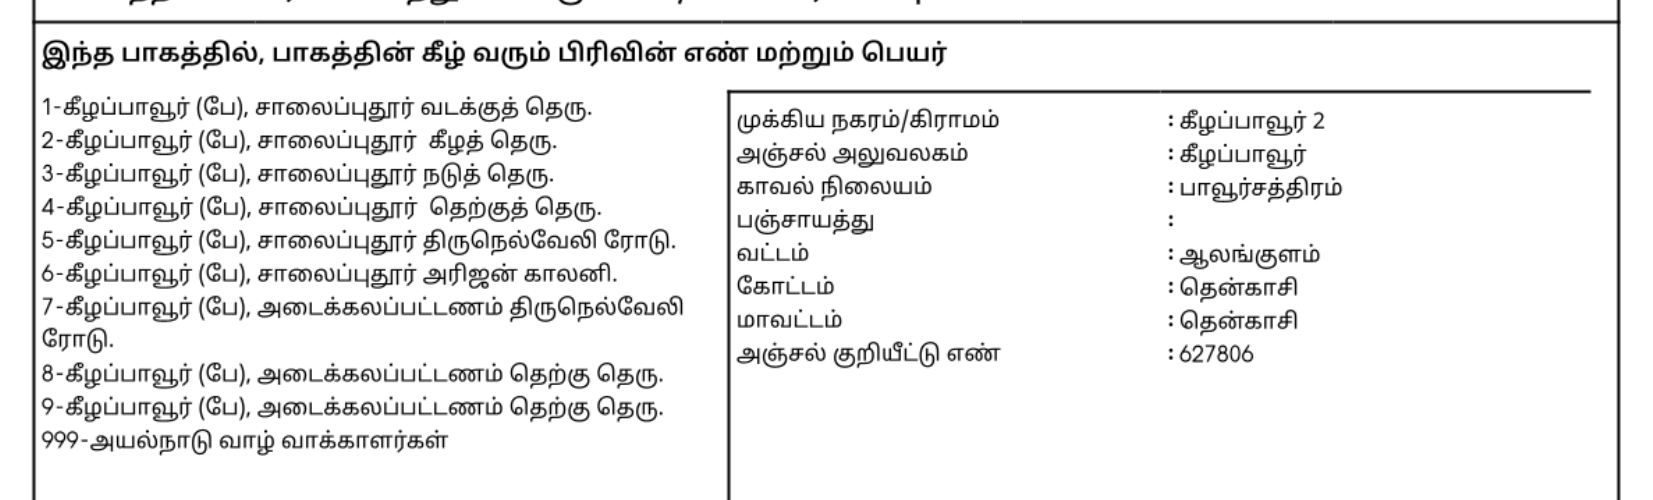 இந்த பாகத்தில், பாகத்தின் கீழ் வரும் பிரிவின் எண் மற்றும் பெயர்
1-கீழப்பாவூர் (பே), சாலைப்புதூர் வடக்குத் தெரு.
2-கீழப்பாவூர் (பே), சாலைப்புதூர் கீழத் தெரு.
3-கீழப்பாவூர் (பே), சாலைப்புதூர் நடுத் தெரு.
4-கீழப்பாவூர் (பே), சாலைப்புதூர் தெற்குத் தெரு.
5-கீழப்பாவூர் (பே), சாலைப்புதூர் திருநெல்வேலி ரோடு.
6-கீழப்பாவூர் (பே), சாலைப்புதூர் அரிஜன் காலனி.
7-கீழப்பாவூர் (பே), அடைக்கலப்பட்டணம் திருநெல்வேலி
ரோடு.
8-கீழப்பாவூர் (பே), அடைக்கலப்பட்டணம் தெற்கு தெரு.
9-கீழப்பாவூர் (பே), அடைக்கலப்பட்டணம் தெற்கு தெரு.
999-அயல்நாடு வாழ் வாக்காளர்கள்
முக்கிய நகரம்/கிராமம் : கீழப்பாவூர் 2
அஞ்சல் அலுவலகம் : கீழப்பாவூர்
காவல் நிலையம் : பாவூர்சத்திரம்
பஞ்சாயத்து :
வட்டம் : ஆலங்குளம்
கோட்டம் : தென்காசி
மாவட்டம் : தென்காசி
அஞ்சல் குறியீட்டு எண் : 627806